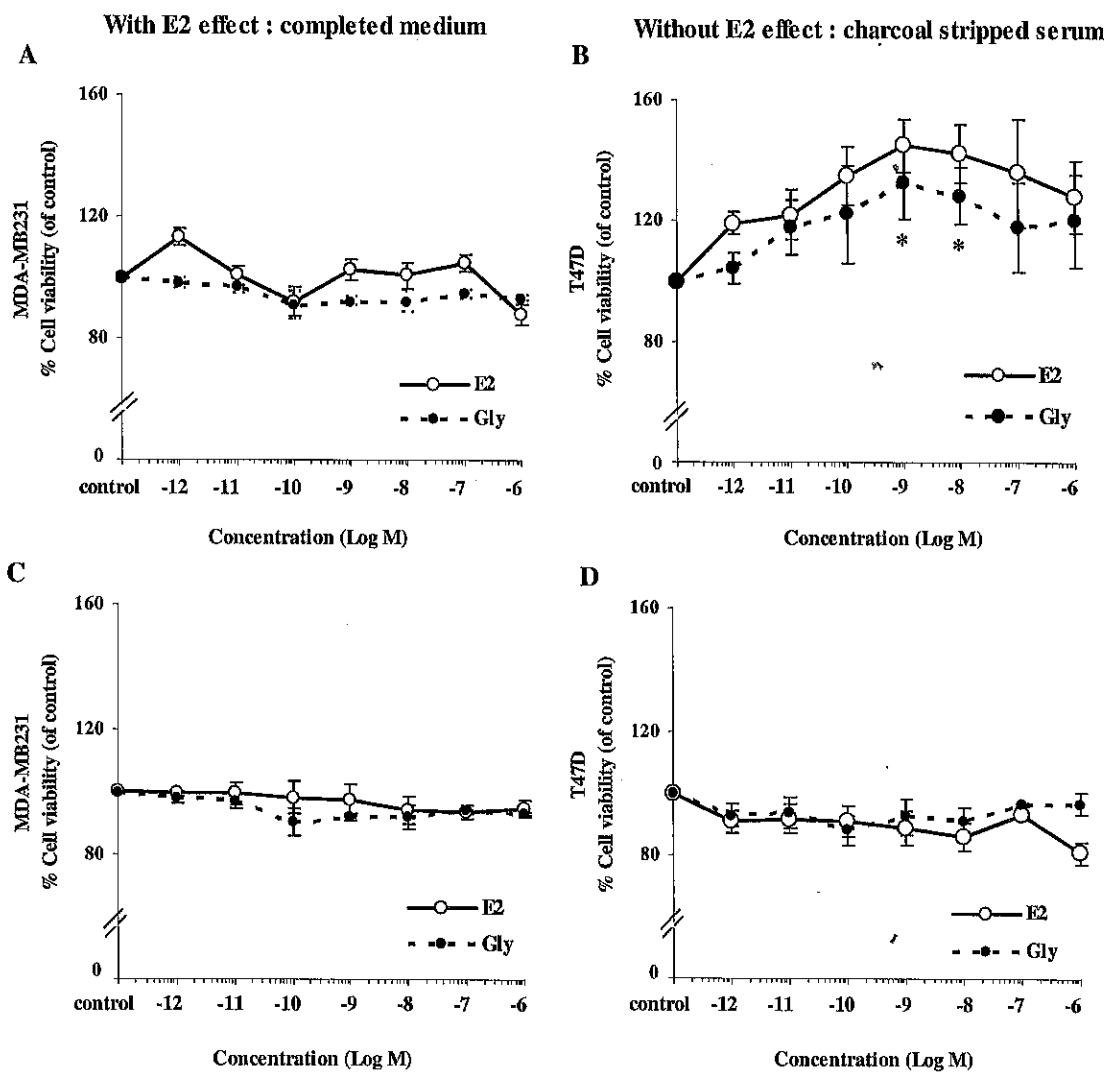 With E2 effect : completed medium
Without E2 effect : charcoal stripped serum
A
160
120
80
0
MDA-MB231
% Cell viability (of control)
E2
Gly
control -12 -11 -10 -9 -8 -7 -6
Concentration (Log M)
B
160
120
80
0
T47D
% Cell viability (of control)
* *
E2
Gly
control -12 -11 -10 -9 -8 -7 -6
Concentration (Log M)
C
160
120
80
0
MDA-MB231
% Cell viability (of control)
E2
Gly
control -12 -11 -10 -9 -8 -7 -6
Concentration (Log M)
D
160
120
80
0
T47D
% Cell viability (of control)
E2
Gly
control -12 -11 -10 -9 -8 -7 -6
Concentration (Log M)